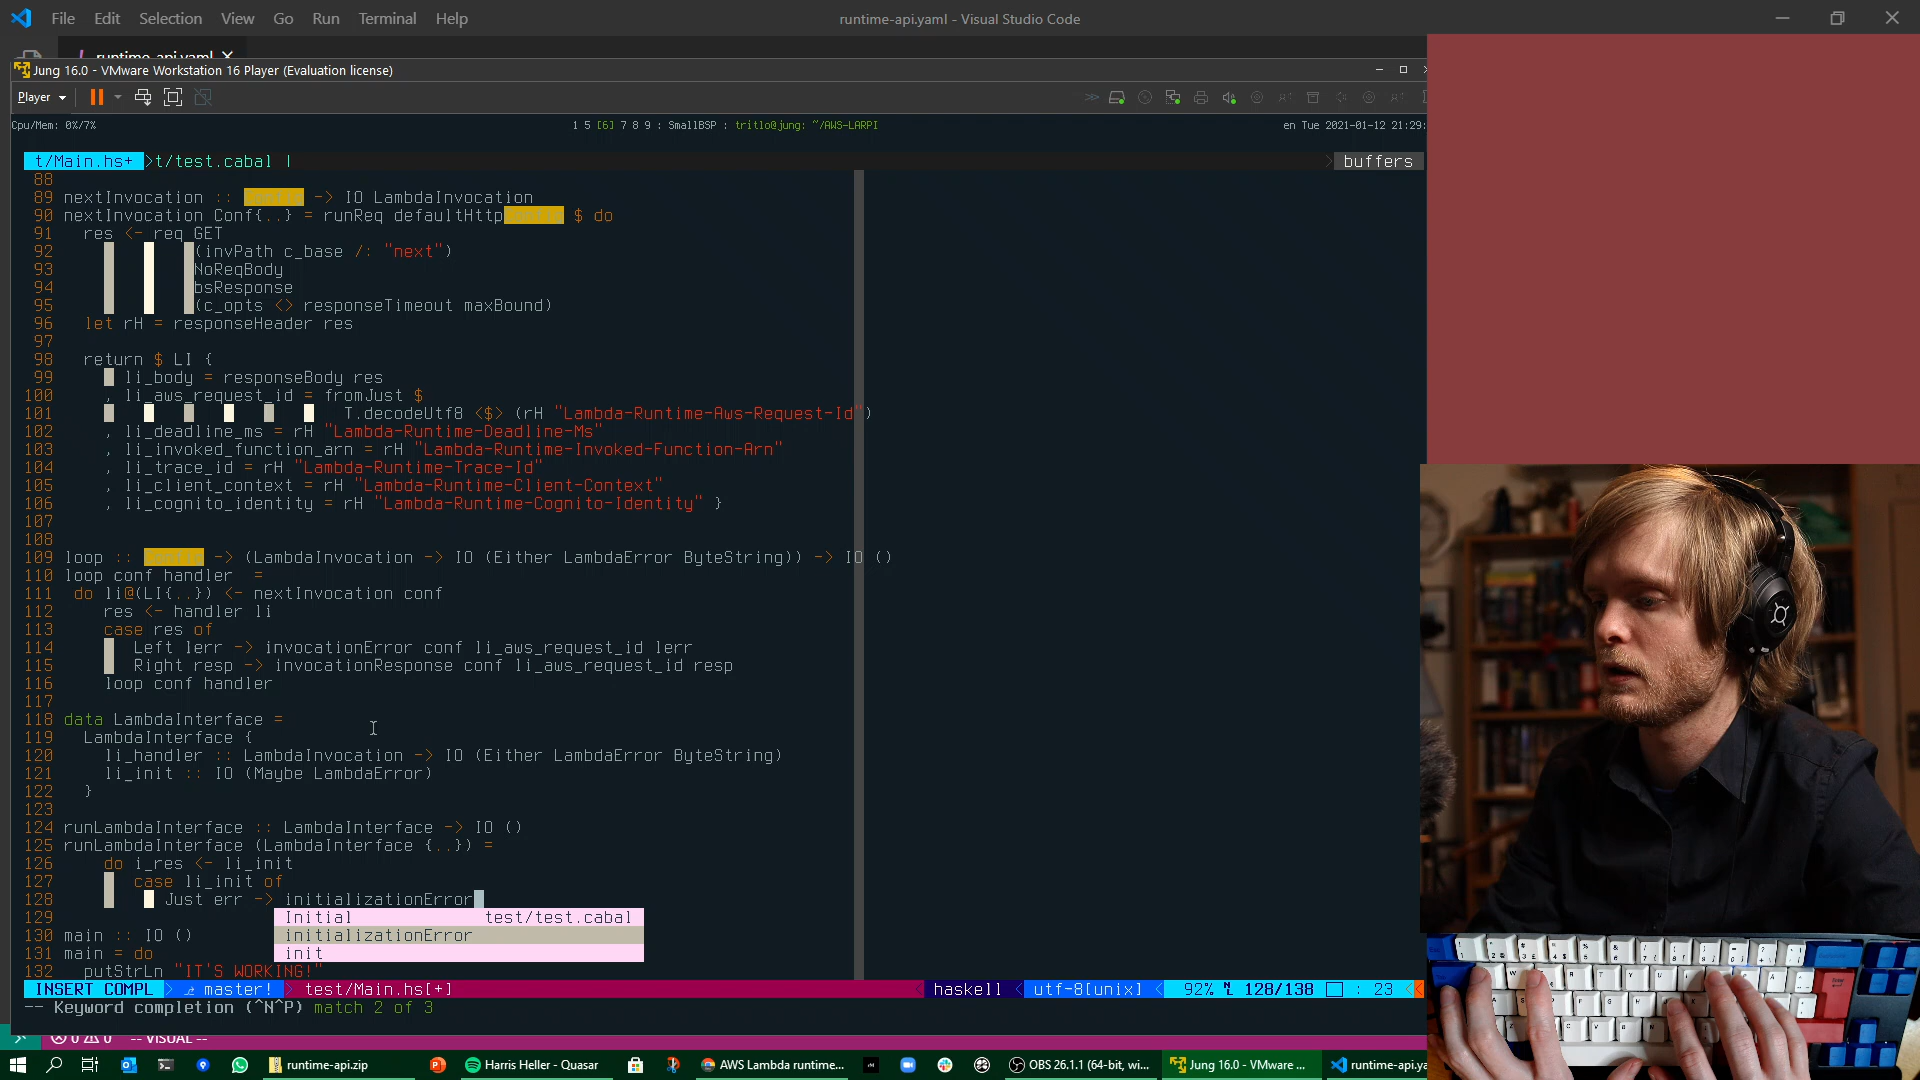 File Edit Selection View Go Run Terminal Help
runtime-api.yaml - Visual Studio Code
runtime-api.yaml
Jung 16.0 - VMware Workstation 16 Player (Evaluation license)
Player
Cpu/Mem: 0%/7%
1 5 [6] 7 8 9 : SmallBSP : tritlo@jung: ~/AWS-LARPI
en Tue 2021-01-12 21:29:
t/Main.hs+ >t/test.cabal |
buffers
88
89 nextInvocation :: -> IO LambdaInvocation
90 nextInvocation Conf{..} = runReq defaultHttp $ do
91 res <- req GET
92 (invPath c_base /: "next")
93 NoReqBody
94 bsResponse
95 (c_opts <> responseTimeout maxBound)
96 let rH = responseHeader res
97
98 return $ LI {
99 li_body = responseBody res
100 , li_aws_request_id = fromJust $
101 T.decodeUtf8 <$> (rH "Lambda-Runtime-Aws-Request-Id")
102 , li_deadline_ms = rH "Lambda-Runtime-Deadline-Ms"
103 , li_invoked_function_arn = rH "Lambda-Runtime-Invoked-Function-Arn"
104 , li_trace_id = rH "Lambda-Runtime-Trace-Id"
105 , li_client_context = rH "Lambda-Runtime-Client-Context"
106 , li_cognito_identity = rH "Lambda-Runtime-Cognito-Identity" }
107
108
109 loop :: -> (LambdaInvocation -> IO (Either LambdaError ByteString)) -> IO ()
110 loop conf handler =
111 do li@(LI{..}) <- nextInvocation conf
112 res <- handler li
113 case res of
114 Left lerr -> invocationError conf li_aws_request_id lerr
115 Right resp -> invocationResponse conf li_aws_request_id resp
116 loop conf handler
117
118 data LambdaInterface =
119 LambdaInterface {
120 li_handler :: LambdaInvocation -> IO (Either LambdaError ByteString)
121 li_init :: IO (Maybe LambdaError)
122 }
123
124 runLambdaInterface :: LambdaInterface -> IO ()
125 runLambdaInterface (LambdaInterface {..}) =
126 do i_res <- li_init
127 case li_init of
128 Just err -> initializationError
129 Initial test/test.cabal
130 main :: IO () initializationError
131 main = do init
132 putStrLn "IT'S WORKING!"
INSERT COMPL > master! > test/Main.hs[+]
haskell < utf-8[unix] < 92% 128/138 : 23
-- Keyword completion (^N^P) match 2 of 3
0 0 -- VISUAL --
runtime-api.zip
Harris Heller - Quasar
AWS Lambda runtime...
OBS 26.1.1 (64-bit, wi...
Jung 16.0 - VMware ...
runtime-api.ya